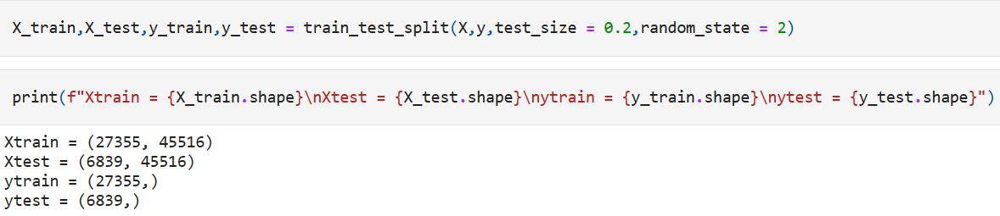 X_train,X_test,y_train,y_test = train_test_split(X,y,test_size = 0.2,random_state = 2)
print(f"Xtrain = {X_train.shape}\nXtest = {X_test.shape}\nytrain = {y_train.shape}\nytest = {y_test.shape}")
Xtrain = (27355, 45516)
Xtest = (6839, 45516)
ytrain = (27355,)
ytest = (6839,)